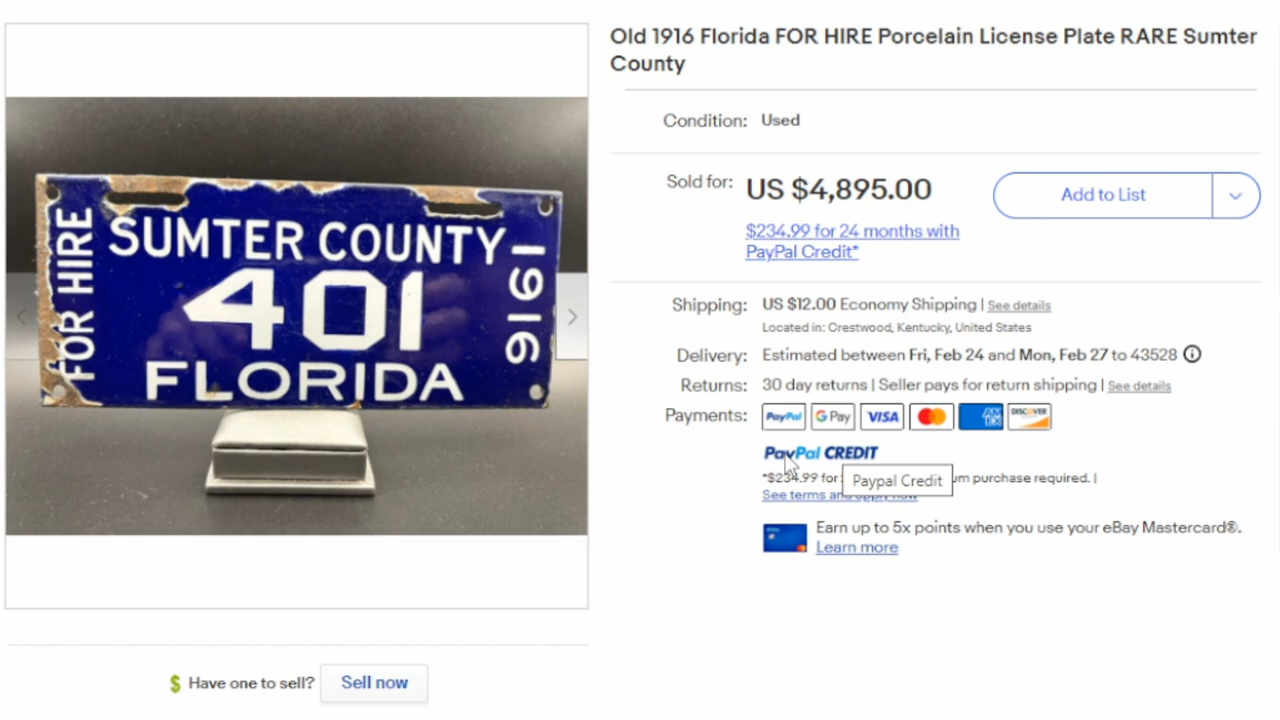 Old 1916 Florida FOR HIRE Porcelain License Plate RARE Sumter
County
Condition: Used
Sold for: US $4,895.00
Add to List
$234.99 for 24 months with
PayPal Credit*
Shipping: US $12.00 Economy Shipping | See details
Located in: Crestwood, Kentucky, United States
Delivery: Estimated between Fri, Feb 24 and Mon, Feb 27 to 43528
Returns: 30 day returns | Seller pays for return shipping | See details
Payments: PayPal G Pay VISA AM EX DISCOVER
PayPal CREDIT
*$234.99 for purchase required. |
Paypal Credit
See terms and apply now
Earn up to 5x points when you use your eBay Mastercard®.
Learn more
FOR HIRE
SUMTER COUNTY
401
FLORIDA
1916
$ Have one to sell? Sell now